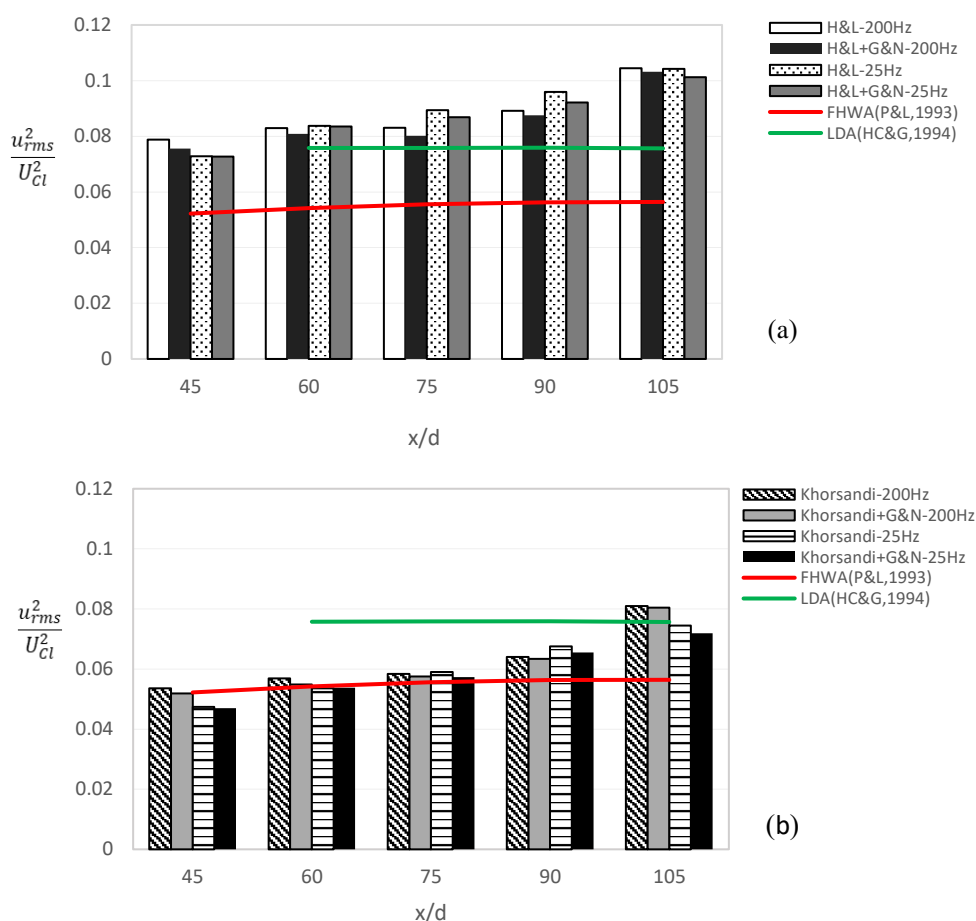 0.12
0.1
0.08
0.06
0.04
0.02
0
u²rms
U²Cl
45 60 75 90 105
x/d
H&L-200Hz
H&L+G&N-200Hz
H&L-25Hz
H&L+G&N-25Hz
FHWA(P&L,1993)
LDA(HC&G,1994)
(a)
0.12
0.1
0.08
0.06
0.04
0.02
0
u²rms
U²Cl
45 60 75 90 105
x/d
Khorsandi-200Hz
Khorsandi+G&N-200Hz
Khorsandi-25Hz
Khorsandi+G&N-25Hz
FHWA(P&L,1993)
LDA(HC&G,1994)
(b)